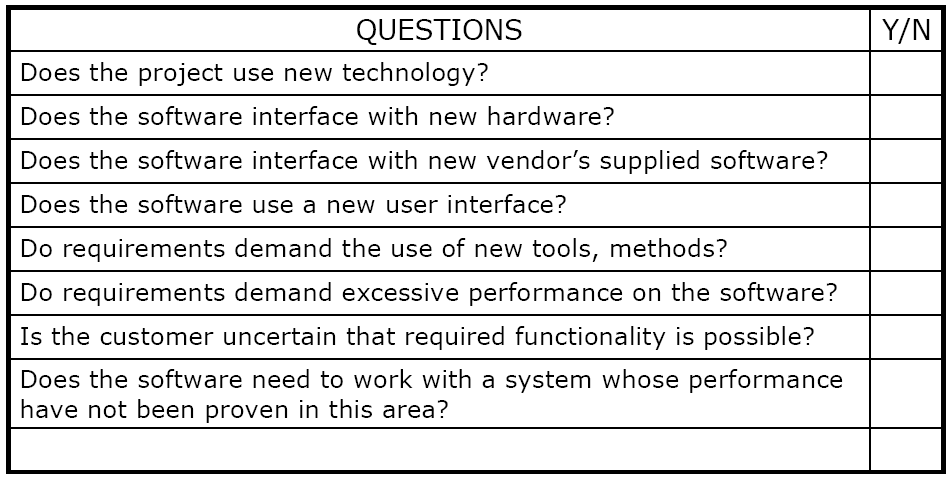 QUESTIONS Y/N
Does the project use new technology?
Does the software interface with new hardware?
Does the software interface with new vendor’s supplied software?
Does the software use a new user interface?
Do requirements demand the use of new tools, methods?
Do requirements demand excessive performance on the software?
Is the customer uncertain that required functionality is possible?
Does the software need to work with a system whose performance
have not been proven in this area?